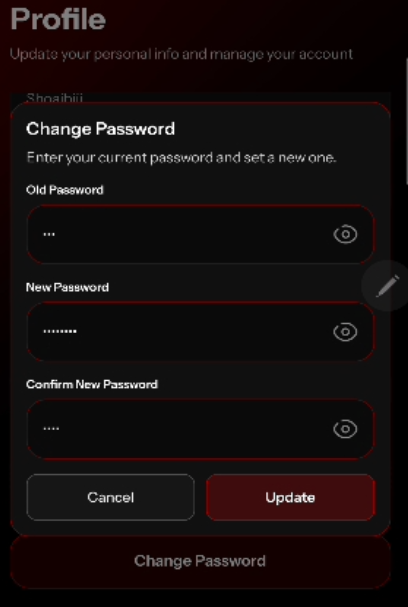 Profile
Update your personal info and manage your account
Shoaibiii
Change Password
Enter your current password and set a new one.
Old Password
•••
New Password
••••••••
Confirm New Password
••••
Cancel
Update
Change Password